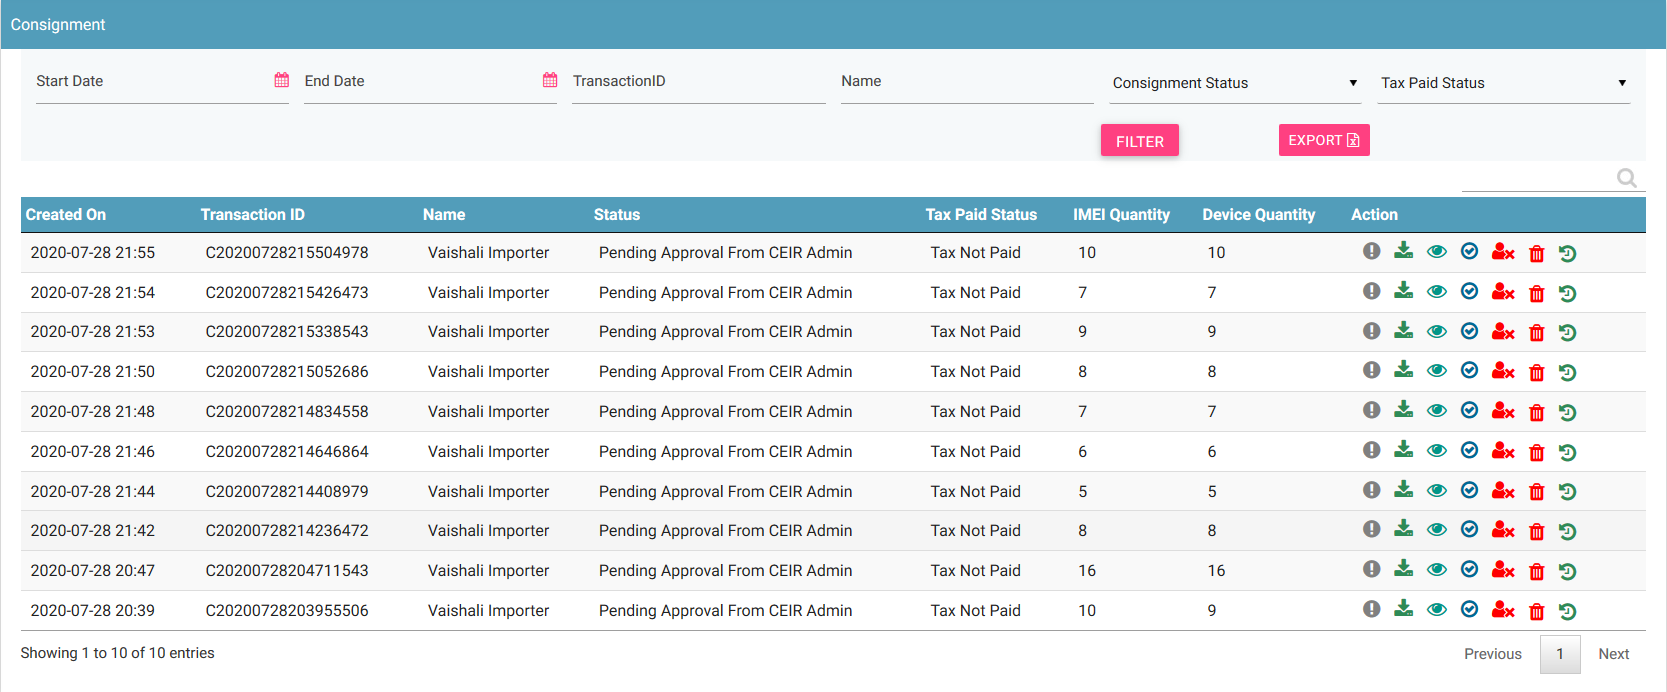 Consignment
Start Date End Date TransactionID Name Consignment Status Tax Paid Status
FILTER EXPORT
Created On Transaction ID Name Status Tax Paid Status IMEI Quantity Device Quantity Action
2020-07-28 21:55 C20200728215504978 Vaishali Importer Pending Approval From CEIR Admin Tax Not Paid 10 10
2020-07-28 21:54 C20200728215426473 Vaishali Importer Pending Approval From CEIR Admin Tax Not Paid 7 7
2020-07-28 21:53 C20200728215338543 Vaishali Importer Pending Approval From CEIR Admin Tax Not Paid 9 9
2020-07-28 21:50 C20200728215052686 Vaishali Importer Pending Approval From CEIR Admin Tax Not Paid 8 8
2020-07-28 21:48 C20200728214834558 Vaishali Importer Pending Approval From CEIR Admin Tax Not Paid 7 7
2020-07-28 21:46 C20200728214646864 Vaishali Importer Pending Approval From CEIR Admin Tax Not Paid 6 6
2020-07-28 21:44 C20200728214408979 Vaishali Importer Pending Approval From CEIR Admin Tax Not Paid 5 5
2020-07-28 21:42 C20200728214236472 Vaishali Importer Pending Approval From CEIR Admin Tax Not Paid 8 8
2020-07-28 20:47 C20200728204711543 Vaishali Importer Pending Approval From CEIR Admin Tax Not Paid 16 16
2020-07-28 20:39 C20200728203955506 Vaishali Importer Pending Approval From CEIR Admin Tax Not Paid 10 9
Showing 1 to 10 of 10 entries Previous 1 Next